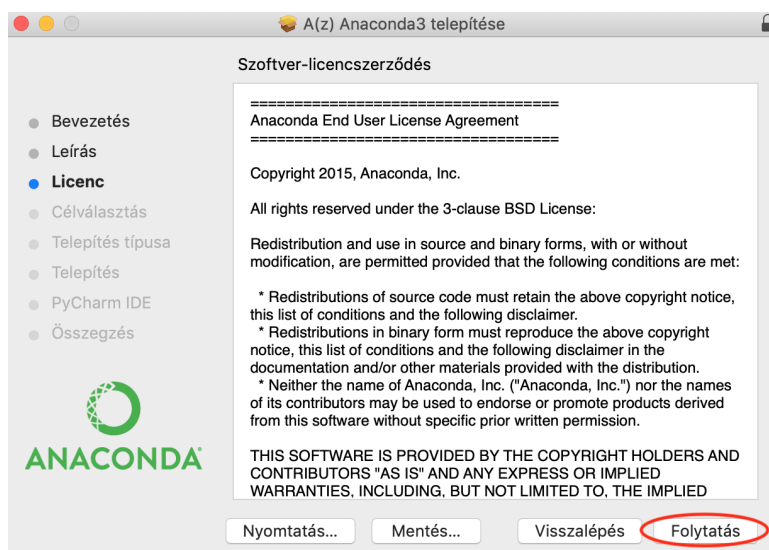 A(z) Anaconda3 telepítése
Szoftver-licencszerződés
Bevezetés
Leírás
Licenc
Célválasztás
Telepítés típusa
Telepítés
PyCharm IDE
Összegzés
ANACONDA
===================================
Anaconda End User License Agreement
===================================
Copyright 2015, Anaconda, Inc.
All rights reserved under the 3-clause BSD License:
Redistribution and use in source and binary forms, with or without
modification, are permitted provided that the following conditions are met:
* Redistributions of source code must retain the above copyright notice,
this list of conditions and the following disclaimer.
* Redistributions in binary form must reproduce the above copyright
notice, this list of conditions and the following disclaimer in the
documentation and/or other materials provided with the distribution.
* Neither the name of Anaconda, Inc. ("Anaconda, Inc.") nor the names
of its contributors may be used to endorse or promote products derived
from this software without specific prior written permission.
THIS SOFTWARE IS PROVIDED BY THE COPYRIGHT HOLDERS AND
CONTRIBUTORS "AS IS" AND ANY EXPRESS OR IMPLIED
WARRANTIES, INCLUDING, BUT NOT LIMITED TO, THE IMPLIED
Nyomtatás... Mentés... Visszalépés Folytatás